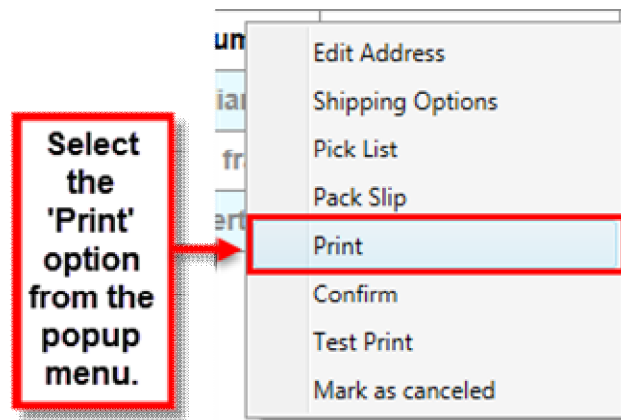 Select
the
'Print'
option
from the
popup
menu.
Edit Address
Shipping Options
Pick List
Pack Slip
Print
Confirm
Test Print
Mark as canceled